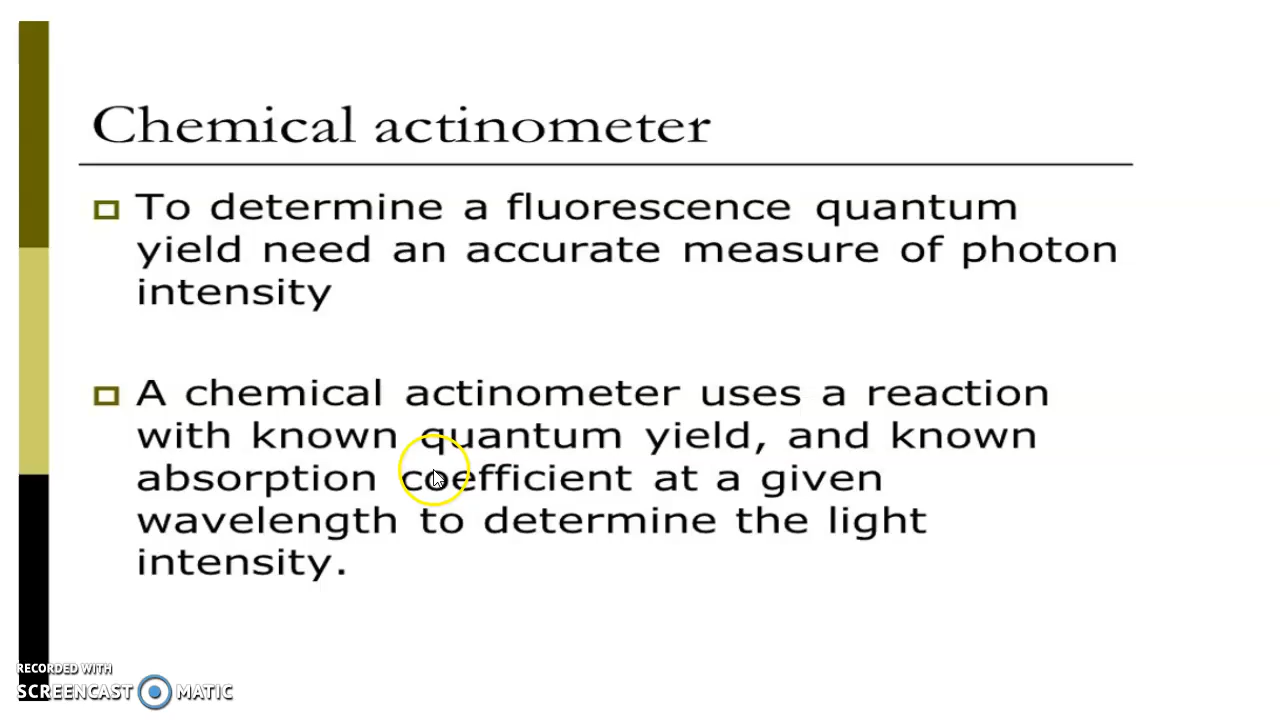 Chemical actinometer
To determine a fluorescence quantum
yield need an accurate measure of photon
intensity
A chemical actinometer uses a reaction
with known quantum yield, and known
absorption coefficient at a given
wavelength to determine the light
intensity.
RECORDED WITH
SCREENCAST MATIC